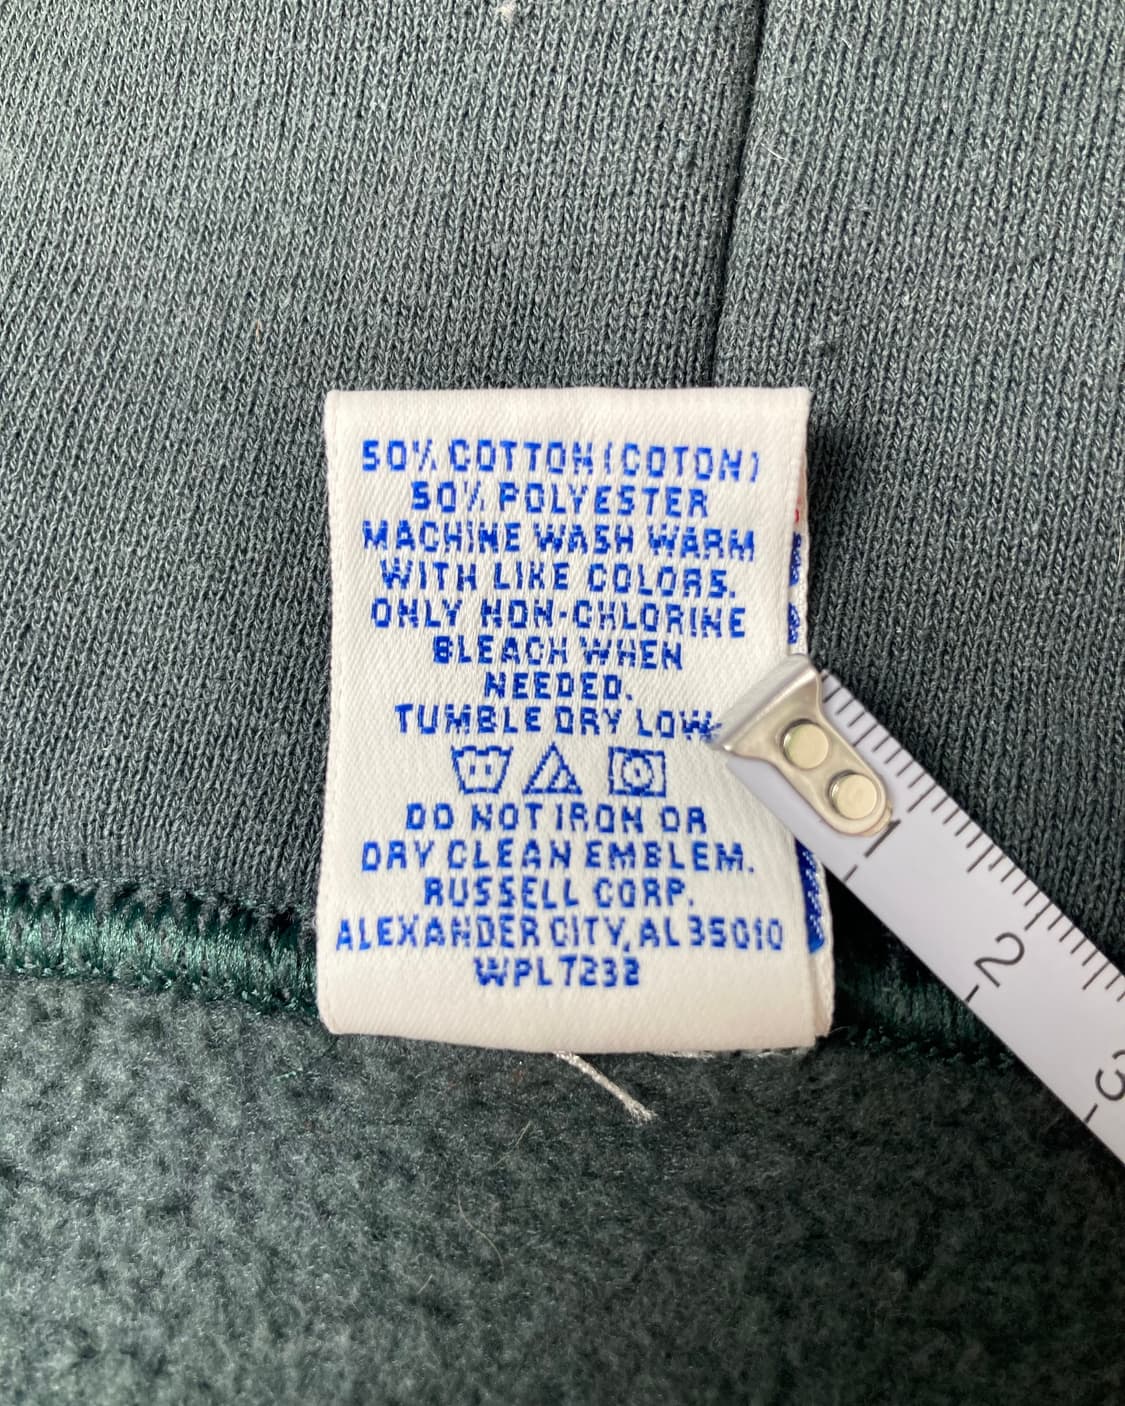 50% COTTON (COTON)
50% POLYESTER
MACHINE WASH WARM
WITH LIKE COLORS.
ONLY NON-CHLORINE
BLEACH WHEN
NEEDED.
TUMBLE DRY LOW
DO NOT IRON OR
DRY CLEAN EMBLEM.
RUSSELL CORP.
ALEXANDER CITY, AL 35010
WPL 7232
1
2
3